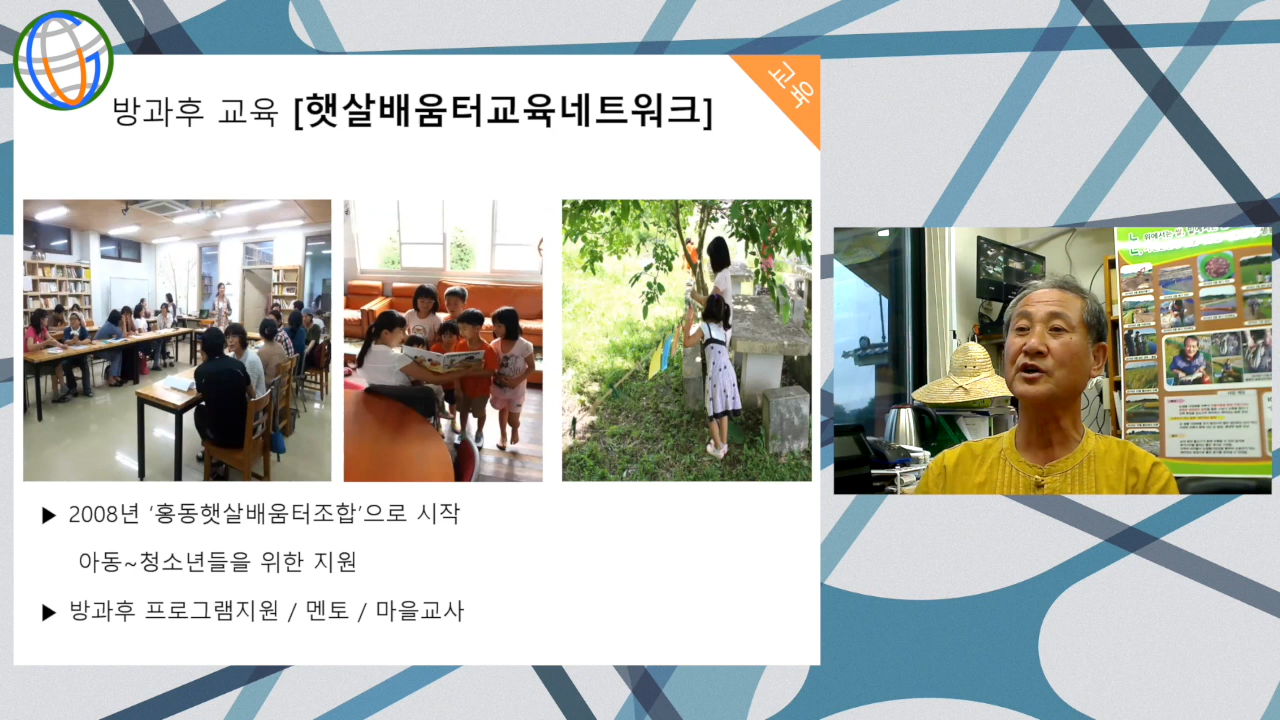 교육
방과후 교육 [햇살배움터교육네트워크]
▶ 2008년 ‘홍동햇살배움터조합’으로 시작
아동~청소년들을 위한 지원
▶ 방과후 프로그램지원 / 멘토 / 마을교사